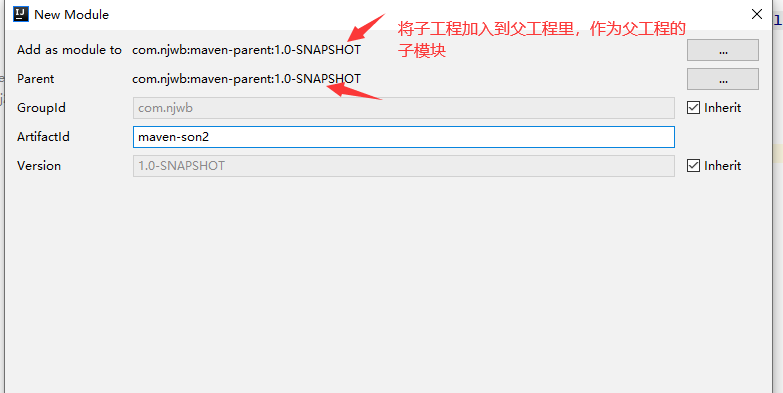 New Module
Add as module to com.njwb:maven-parent:1.0-SNAPSHOT ...
将子工程加入到父工程里，作为父工程的
子模块
Parent com.njwb:maven-parent:1.0-SNAPSHOT ...
GroupId com.njwb Inherit
ArtifactId maven-son2
Version 1.0-SNAPSHOT Inherit